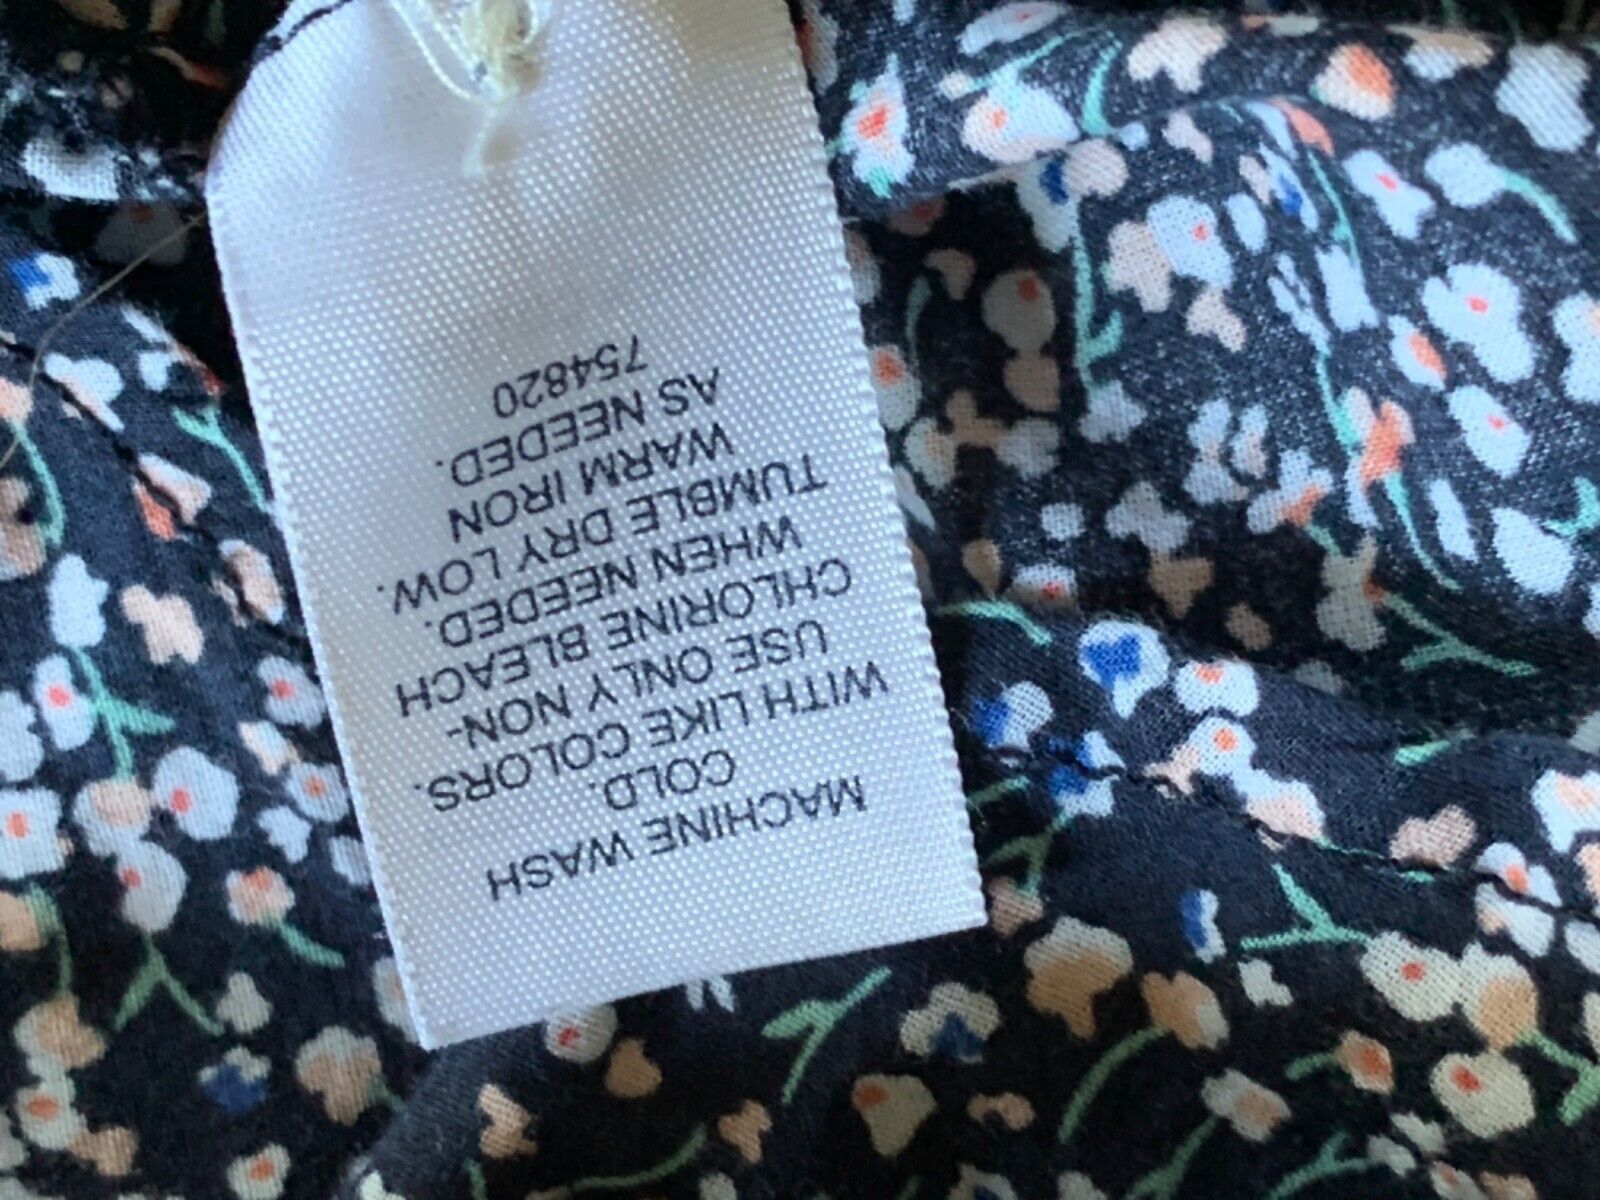 MACHINE WASH
COLD.
WITH LIKE COLORS.
USE ONLY NON-
CHLORINE BLEACH
WHEN NEEDED.
TUMBLE DRY LOW.
WARM IRON
AS NEEDED.
754820